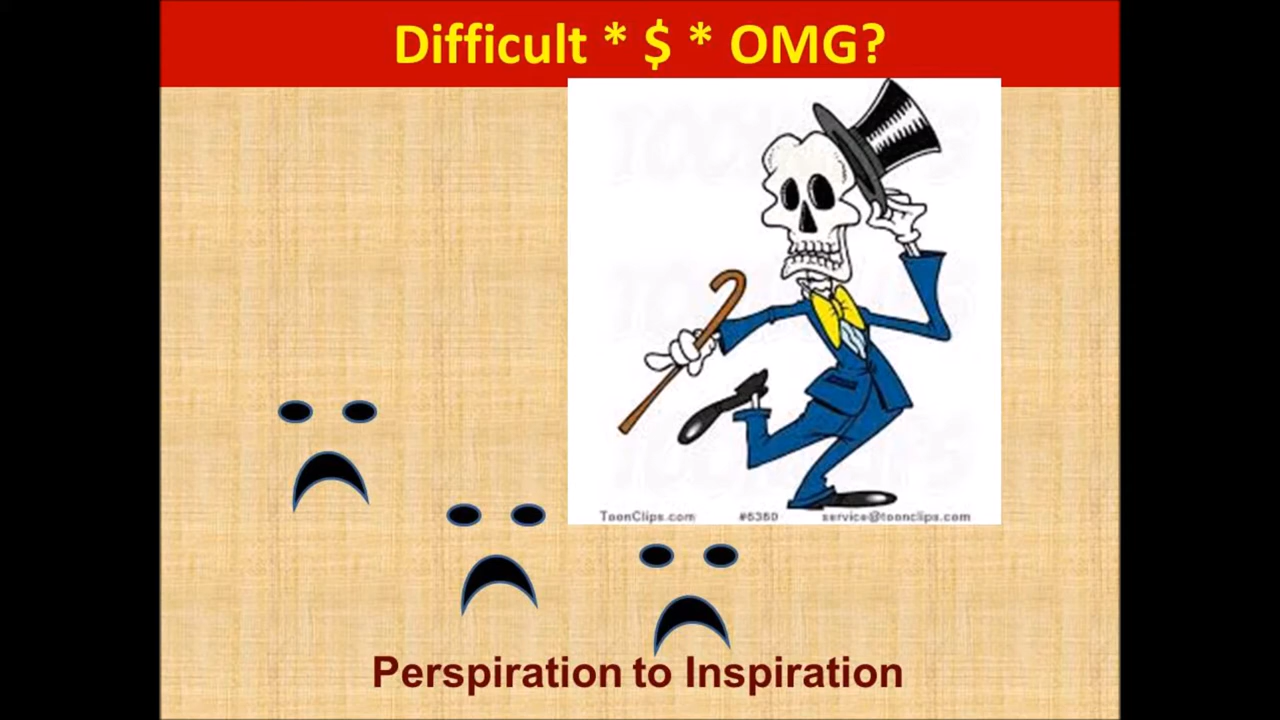 Difficult * $ * OMG?
ToonClips.com #6360 service@toonclips.com
Perspiration to Inspiration